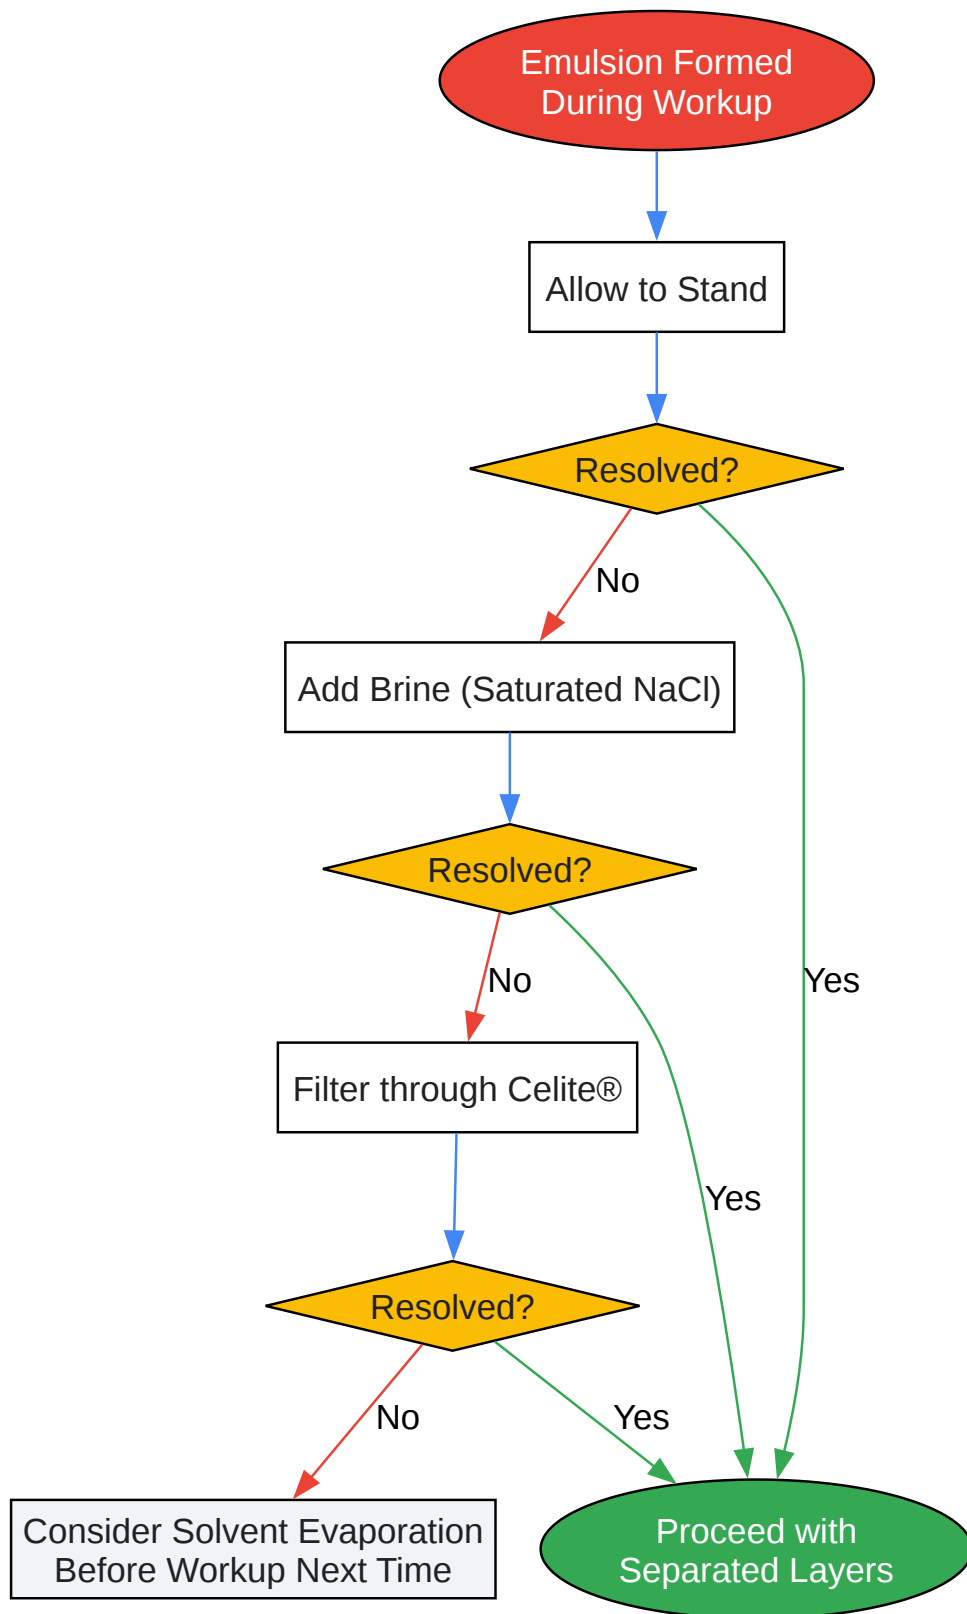 Emulsion Formed
During Workup
Allow to Stand
Resolved?
No
Add Brine (Saturated NaCl)
Resolved?
No
Yes
Filter through Celite®
Yes
Resolved?
No
Yes
Consider Solvent Evaporation
Before Workup Next Time
Proceed with
Separated Layers